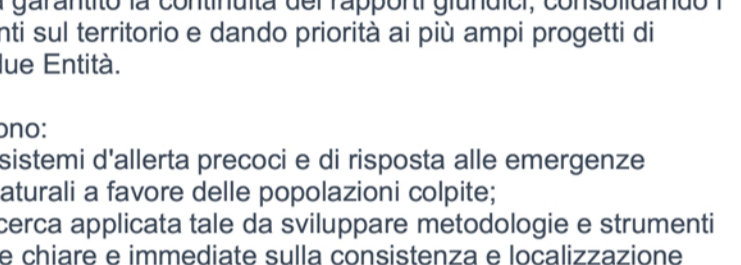 garantito la continuità dei rapporti giuridici, consolidando i
nti sul territorio e dando priorità ai più ampi progetti di
due Entità.
ono:
sistemi d'allerta precoci e di risposta alle emergenze
aturali a favore delle popolazioni colpite;
cerca applicata tale da sviluppare metodologie e strumenti
e chiare e immediate sulla consistenza e localizzazione